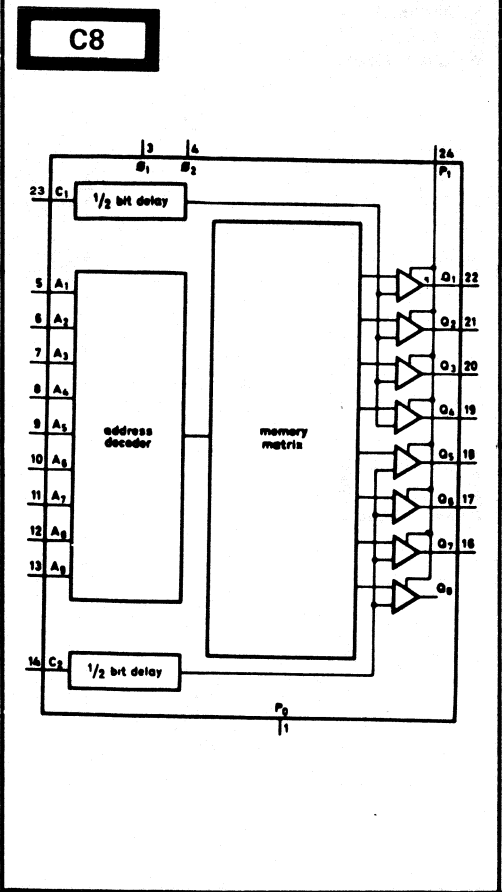 C8
3 4 24
Ø1 Ø2 P1
23 C1 1/2 bit delay
5 A1
6 A2
7 A3
8 A4
9 A5
10 A6
11 A7
12 A8
13 A9
address
decoder
memory
matrix
Q1 22
Q2 21
Q3 20
Q4 19
Q5 18
Q6 17
Q7 16
Q8
14 C2 1/2 bit delay
P0
1